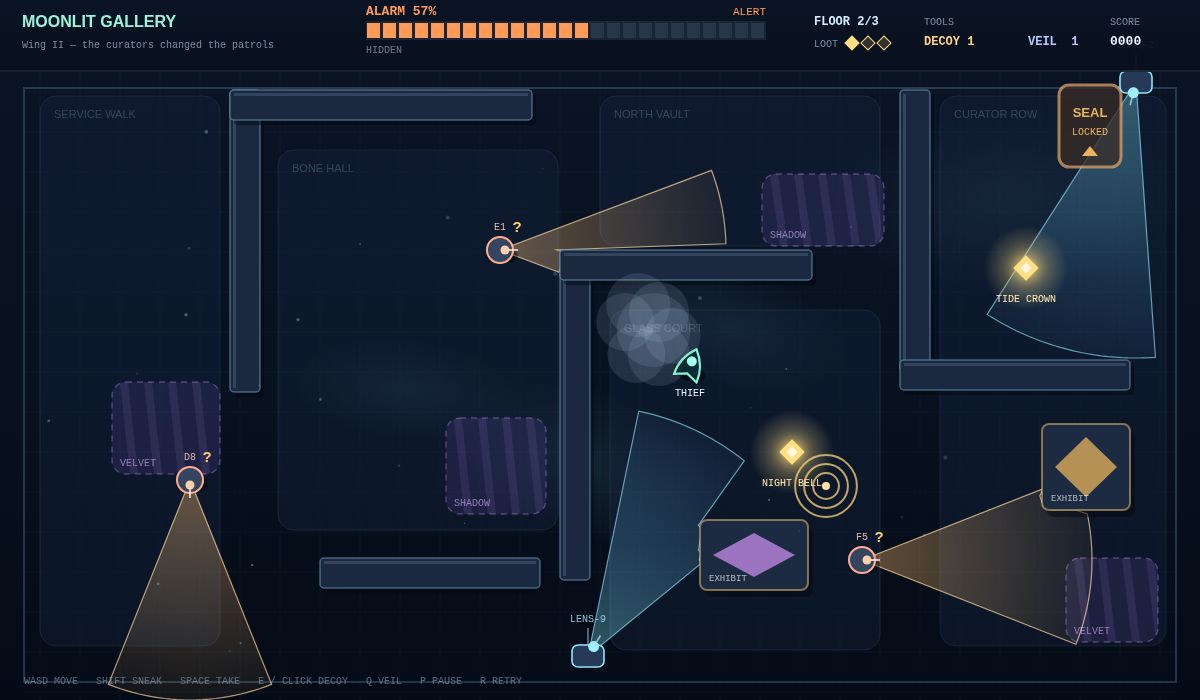 MOONLIT GALLERY
Wing II — the curators changed the patrols
ALARM 57%
ALERT
HIDDEN
FLOOR 2/3
LOOT
TOOLS
DECOY 1
VEIL 1
SCORE
0000
SERVICE WALK
BONE HALL
NORTH VAULT
CURATOR ROW
SEAL
LOCKED
E1 ?
SHADOW
TIDE CROWN
GLASS COURT
THIEF
VELVET
D8 ?
SHADOW
NIGHT BELL
EXHIBIT
F5 ?
EXHIBIT
VELVET
LENS-9
WASD MOVE SHIFT SNEAK SPACE TAKE E / CLICK DECOY Q VEIL P PAUSE R RETRY